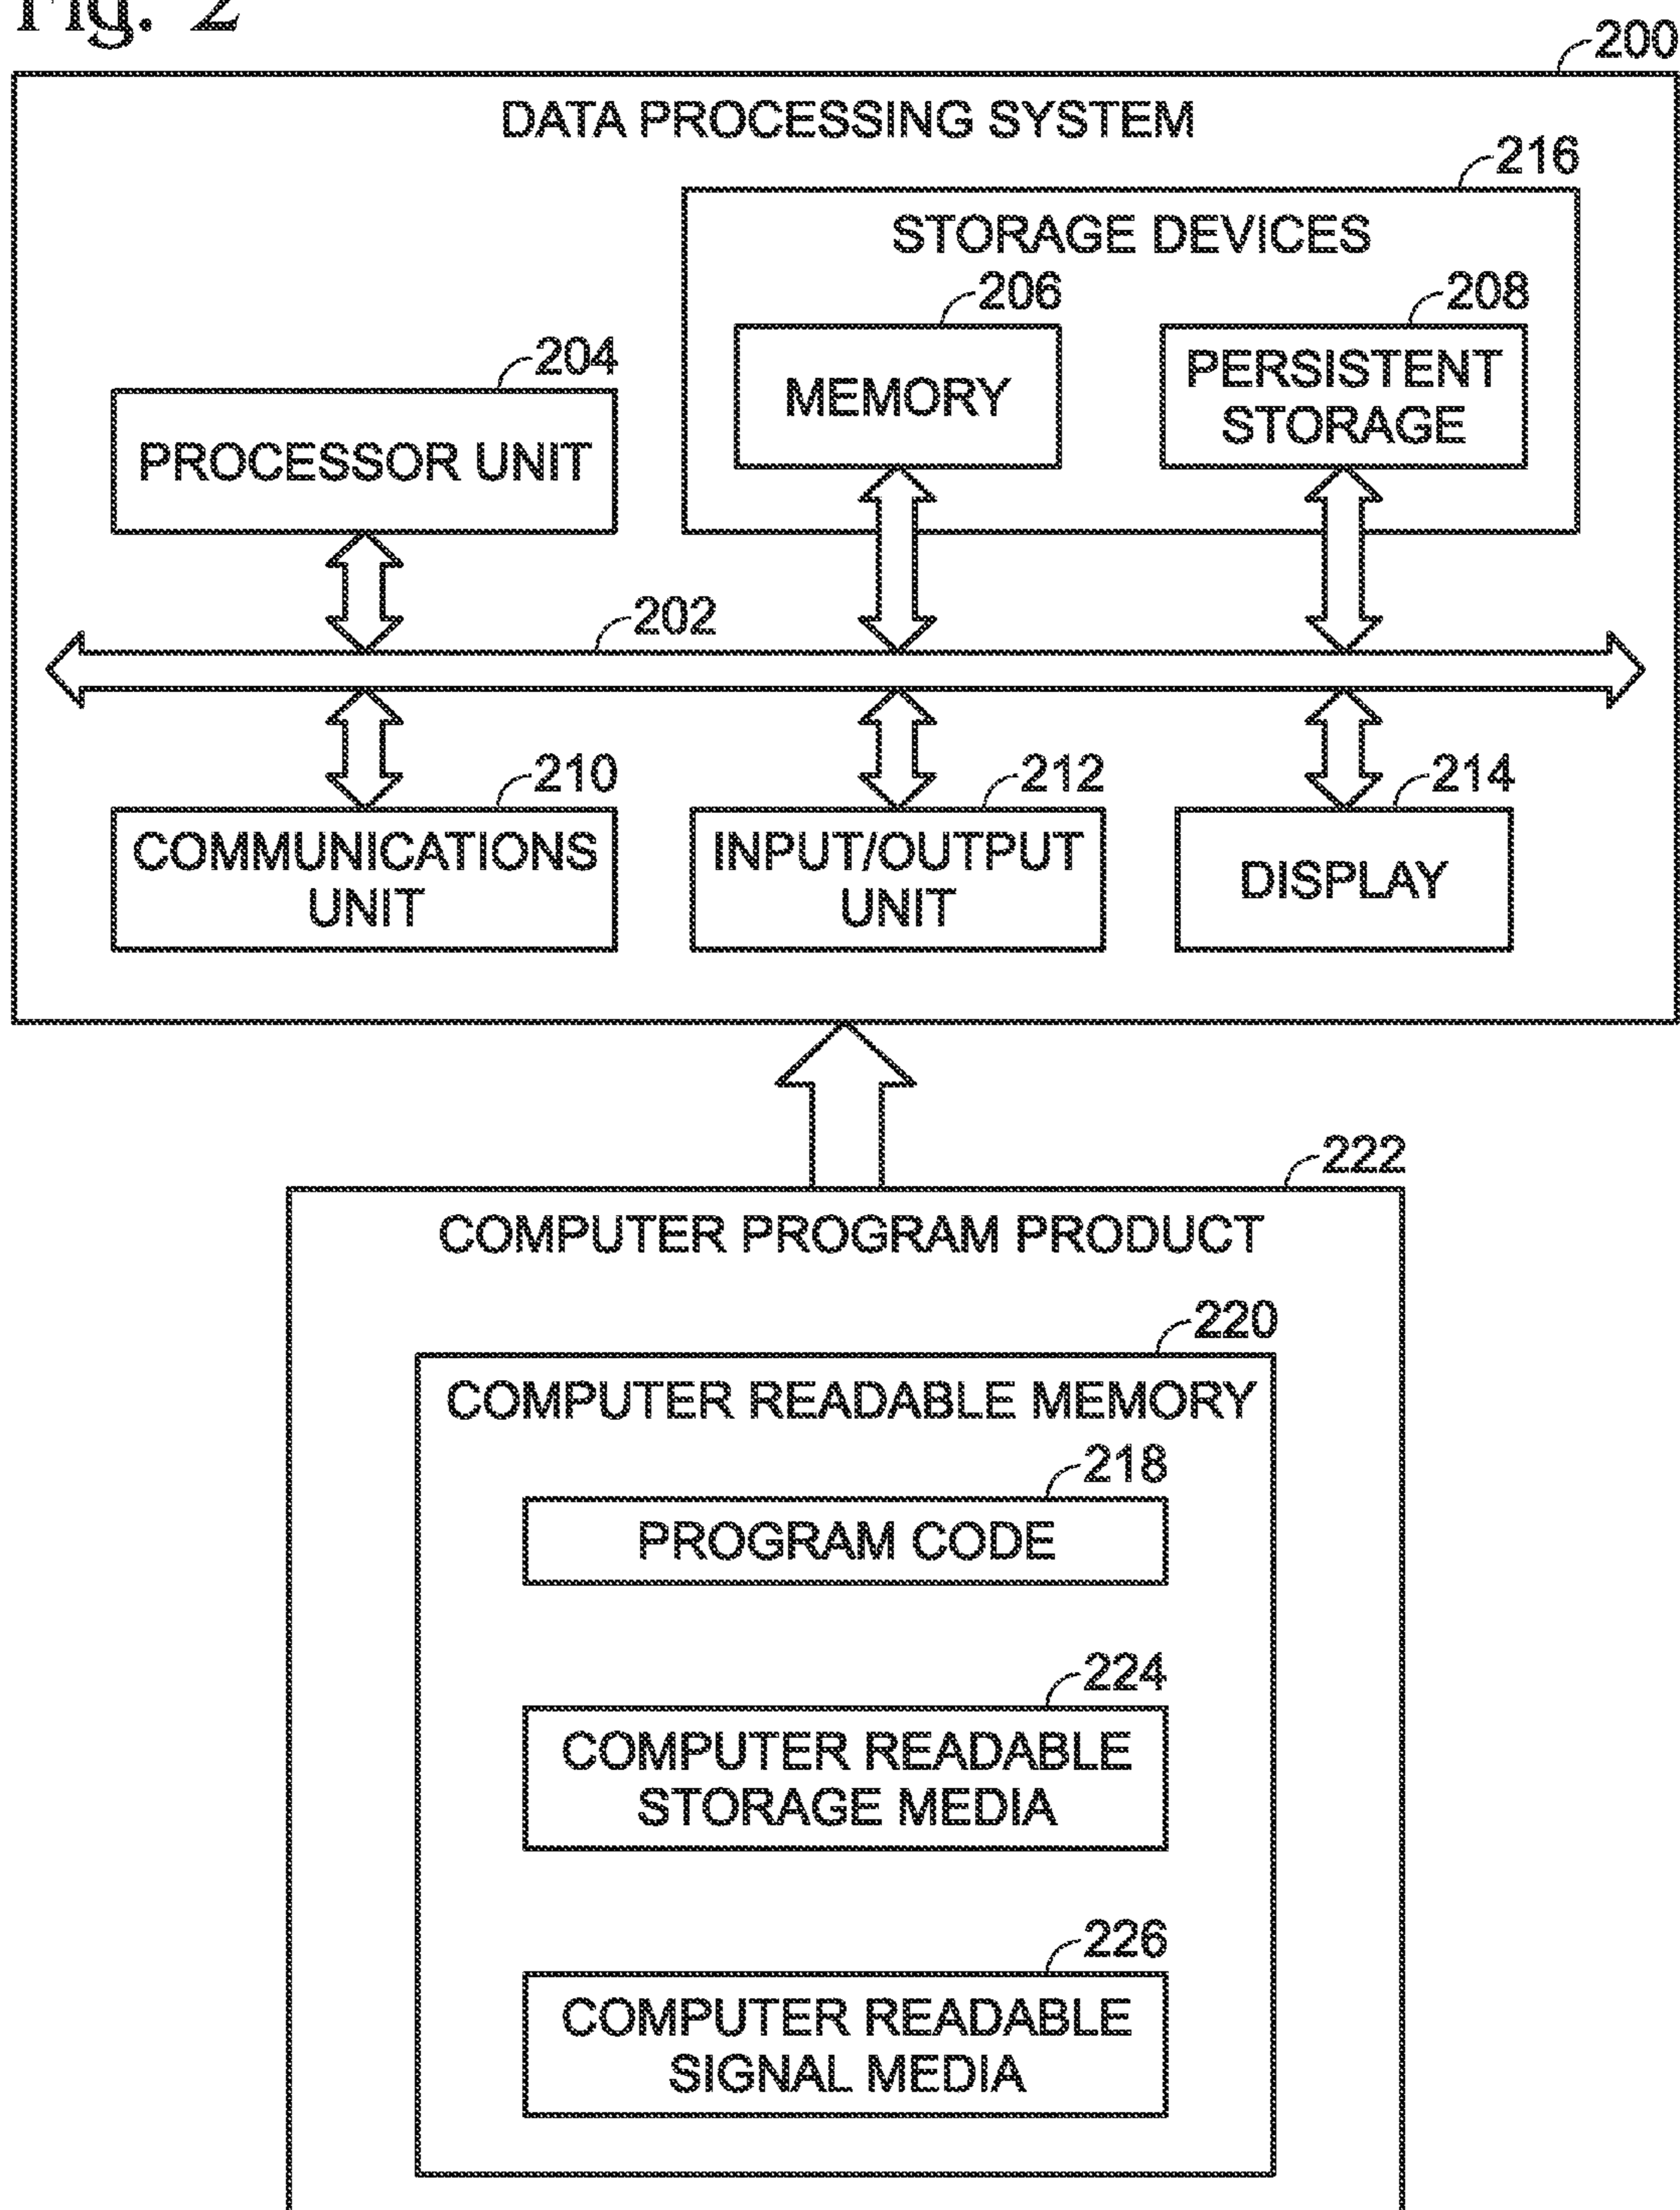 Fig. 2
200
DATA PROCESSING SYSTEM
216
STORAGE DEVICES
206
208
204
MEMORY
PERSISTENT
STORAGE
PROCESSOR UNIT
202
210
212
214
COMMUNICATIONS
UNIT
INPUT/OUTPUT
UNIT
DISPLAY
222
COMPUTER PROGRAM PRODUCT
220
COMPUTER READABLE MEMORY
218
PROGRAM CODE
224
COMPUTER READABLE
STORAGE MEDIA
226
COMPUTER READABLE
SIGNAL MEDIA